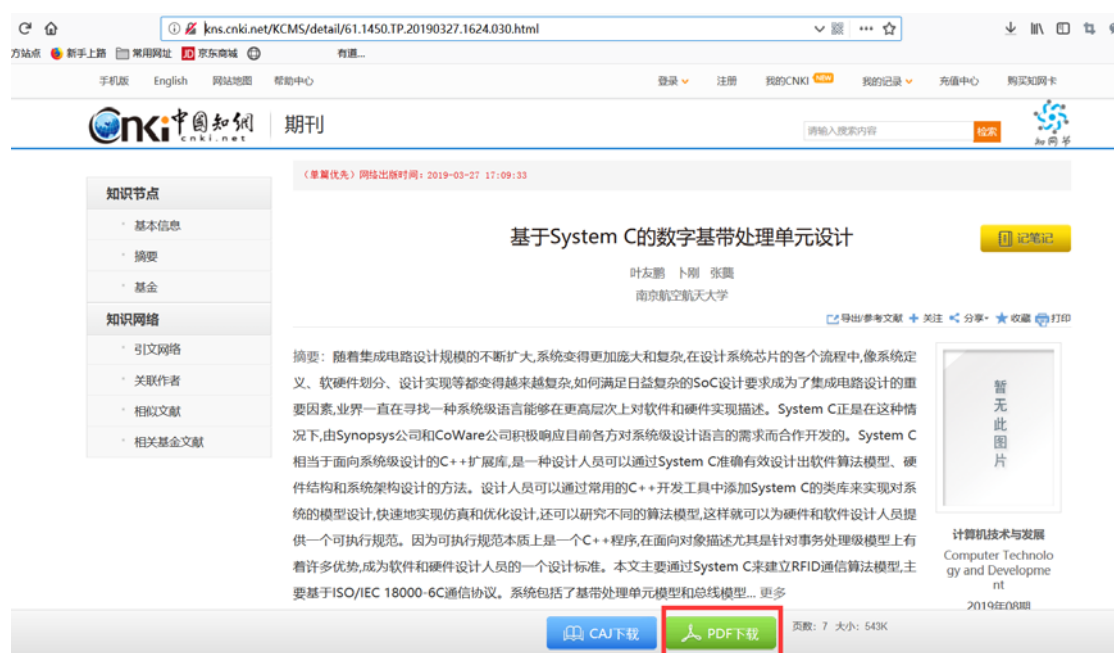 kns.cnki.net/KCMS/detail/61.1450.TP.20190327.1624.030.html
方站点 新手上路 常用网址 JD 京东商城 有道...
手机版 English 网站地图 帮助中心 登录 注册 我的CNKI NEW 我的记录 充值中心 购买知网卡
cnki 中国知网 期刊 请输入搜索内容 检索
cnki.net 知网节
(单篇优先)网络出版时间:2019-03-27 17:09:33
知识节点
基本信息
摘要
基金
知识网络
引文网络
关联作者
相似文献
相关基金文献
基于System C的数字基带处理单元设计
记笔记
叶友鹏 卜刚 张龑
南京航空航天大学
导出/参考文献 关注 分享 收藏 打印
摘要: 随着集成电路设计规模的不断扩大,系统变得更加庞大和复杂,在设计系统芯片的各个流程中,像系统定
义、软硬件划分、设计实现等都变得越来越复杂,如何满足日益复杂的SoC设计要求成为了集成电路设计的重
要因素,业界一直在寻找一种系统级语言能够在更高层次上对软件和硬件实现描述。System C正是在这种情
况下,由Synopsys公司和CoWare公司积极响应目前各方对系统级设计语言的需求而合作开发的。System C
相当于面向系统级设计的C++扩展库,是一种设计人员可以通过System C准确有效设计出软件算法模型、硬
件结构和系统架构设计的方法。设计人员可以通过常用的C++开发工具中添加System C的类库来实现对系
统的模型设计,快速地实现仿真和优化设计,还可以研究不同的算法模型,这样就可以为硬件和软件设计人员提
供一个可执行规范。因为可执行规范本质上是一个C++程序,在面向对象描述尤其是针对事务处理级模型上有
着许多优势,成为软件和硬件设计人员的一个设计标准。本文主要通过System C来建立RFID通信算法模型,主
要基于ISO/IEC 18000-6C通信协议。系统包括了基带处理单元模型和总线模型... 更多
暂
无
此
图
片
计算机技术与发展
Computer Technolo
gy and Developme
nt
2019年08期
CAJ下载 PDF下载 页数: 7 大小: 543K